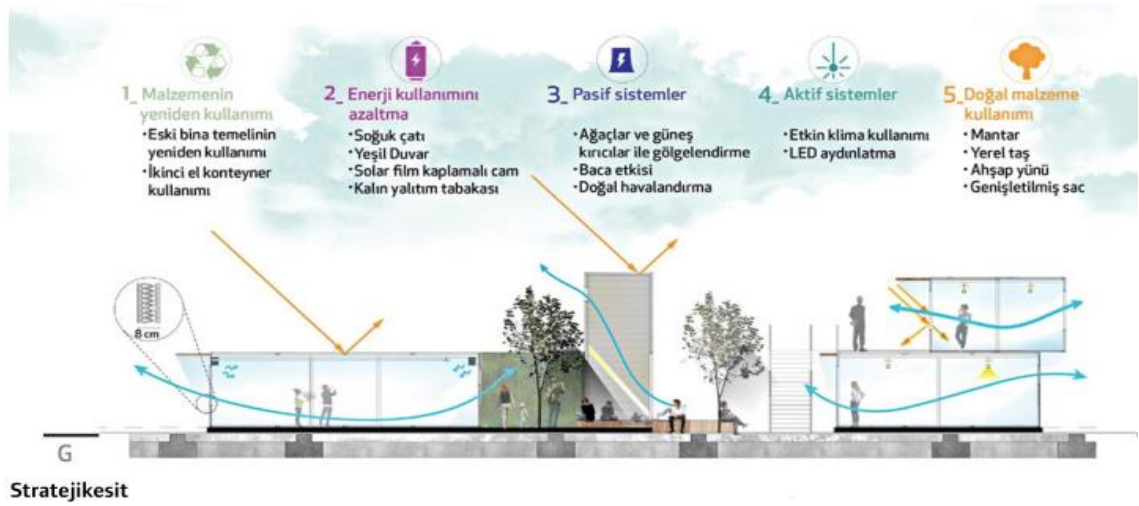 1_ Malzemenin
yeniden kullanımı
• Eski bina temelinin
yeniden kullanımı
• İkinci el konteyner
kullanımı
2_ Enerji kullanımını
azaltma
• Soğuk çatı
• Yeşil Duvar
• Solar film kaplamalı cam
• Kalın yalıtım tabakası
3_ Pasif sistemler
• Ağaçlar ve güneş
kırıcılar ile gölgelendirme
• Baca etkisi
• Doğal havalandırma
4_ Aktif sistemler
• Etkin klima kullanımı
• LED aydınlatma
5_Doğal malzeme
kullanımı
• Mantar
• Yerel taş
• Ahşap yünü
• Genişletilmiş sac
8 cm
G
Stratejikesit